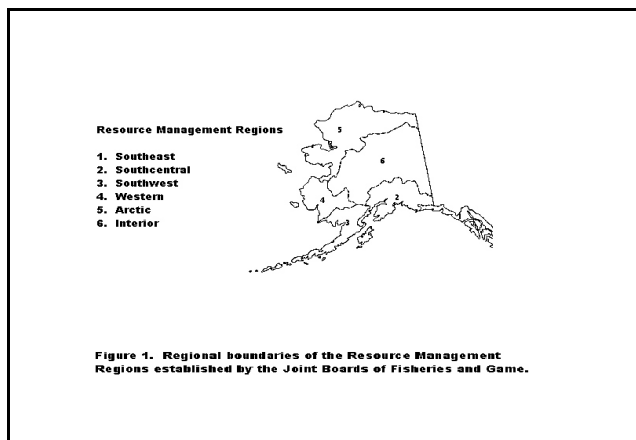 Resource Management Regions
1. Southeast
2. Southcentral
3. Southwest
4. Western
5. Arctic
6. Interior
5
6
4
2
3
Figure 1. Regional boundaries of the Resource Management
Regions established by the Joint Boards of Fisheries and Game.